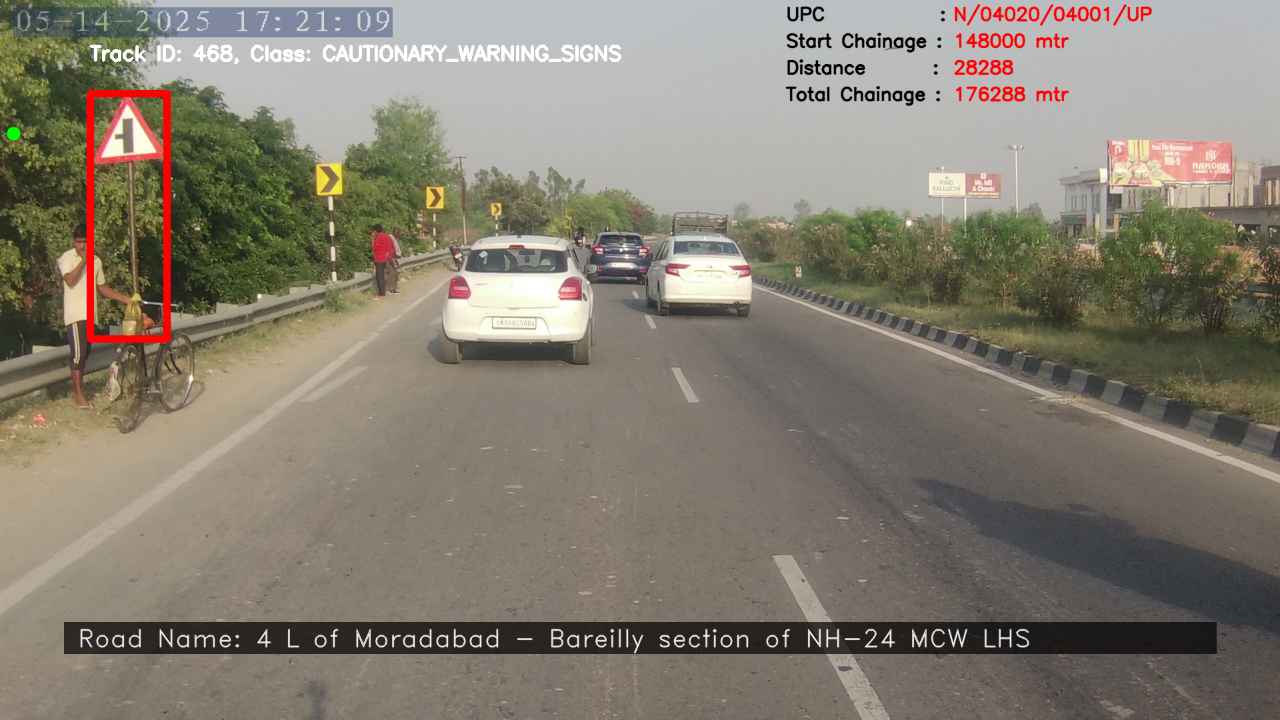 05-14-2025 17:21:09
Track ID: 468, Class: CAUTIONARY_WARNING_SIGNS
UPC : N/04020/04001/UP
Start Chainage : 148000 mtr
Distance : 28288
Total Chainage : 176288 mtr
Road Name: 4 L of Moradabad - Bareilly section of NH-24 MCW LHS